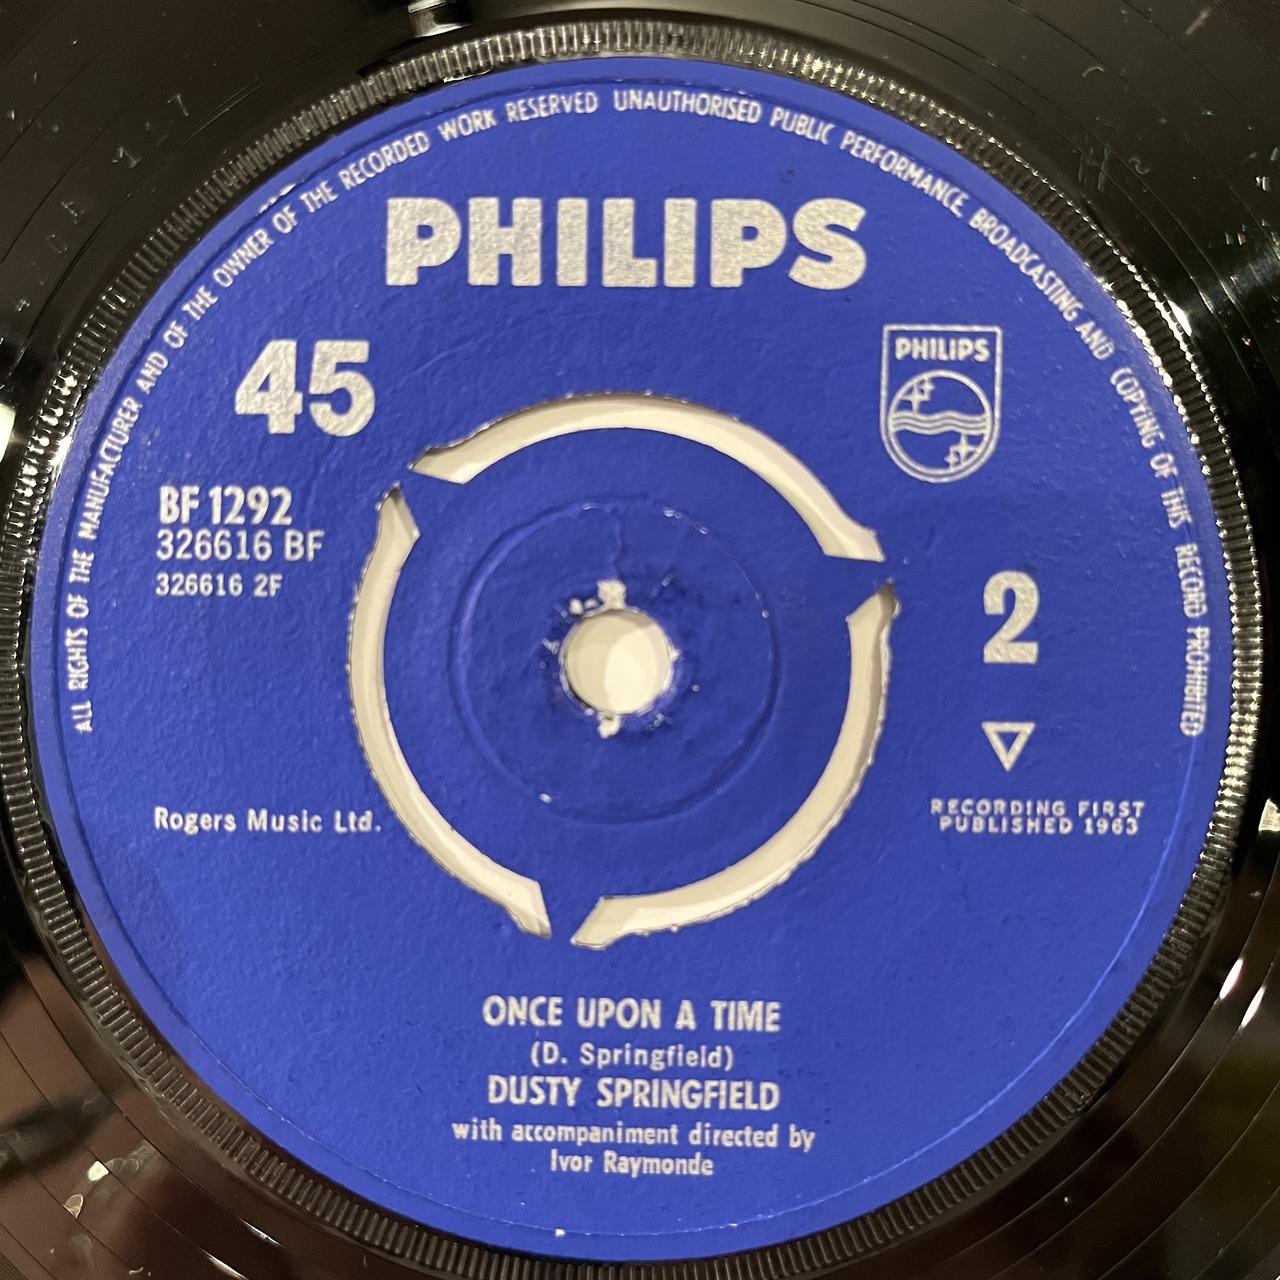 ALL RIGHTS OF THE MANUFACTURER AND OF THE OWNER OF THE RECORDED WORK RESERVED UNAUTHORISED PUBLIC PERFORMANCE, BROADCASTING AND COPYING OF THIS RECORD PROHIBITED
PHILIPS
45
PHILIPS
BF 1292
326616 BF
326616 2F
2
Rogers Music Ltd.
RECORDING FIRST
PUBLISHED 1963
ONCE UPON A TIME
(D. Springfield)
DUSTY SPRINGFIELD
with accompaniment directed by
Ivor Raymonde